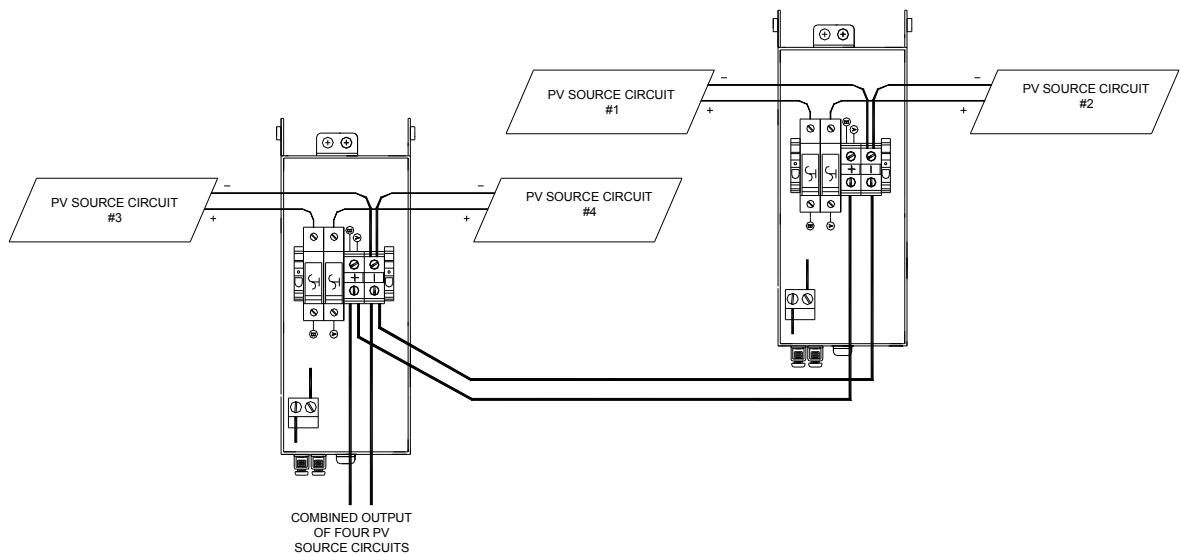 PV SOURCE CIRCUIT
#1
− +
PV SOURCE CIRCUIT
#2
− +
B A
+ −
B A
PV SOURCE CIRCUIT
#3
− +
PV SOURCE CIRCUIT
#4
− +
B A
+ −
B A
COMBINED OUTPUT
OF FOUR PV
SOURCE CIRCUITS